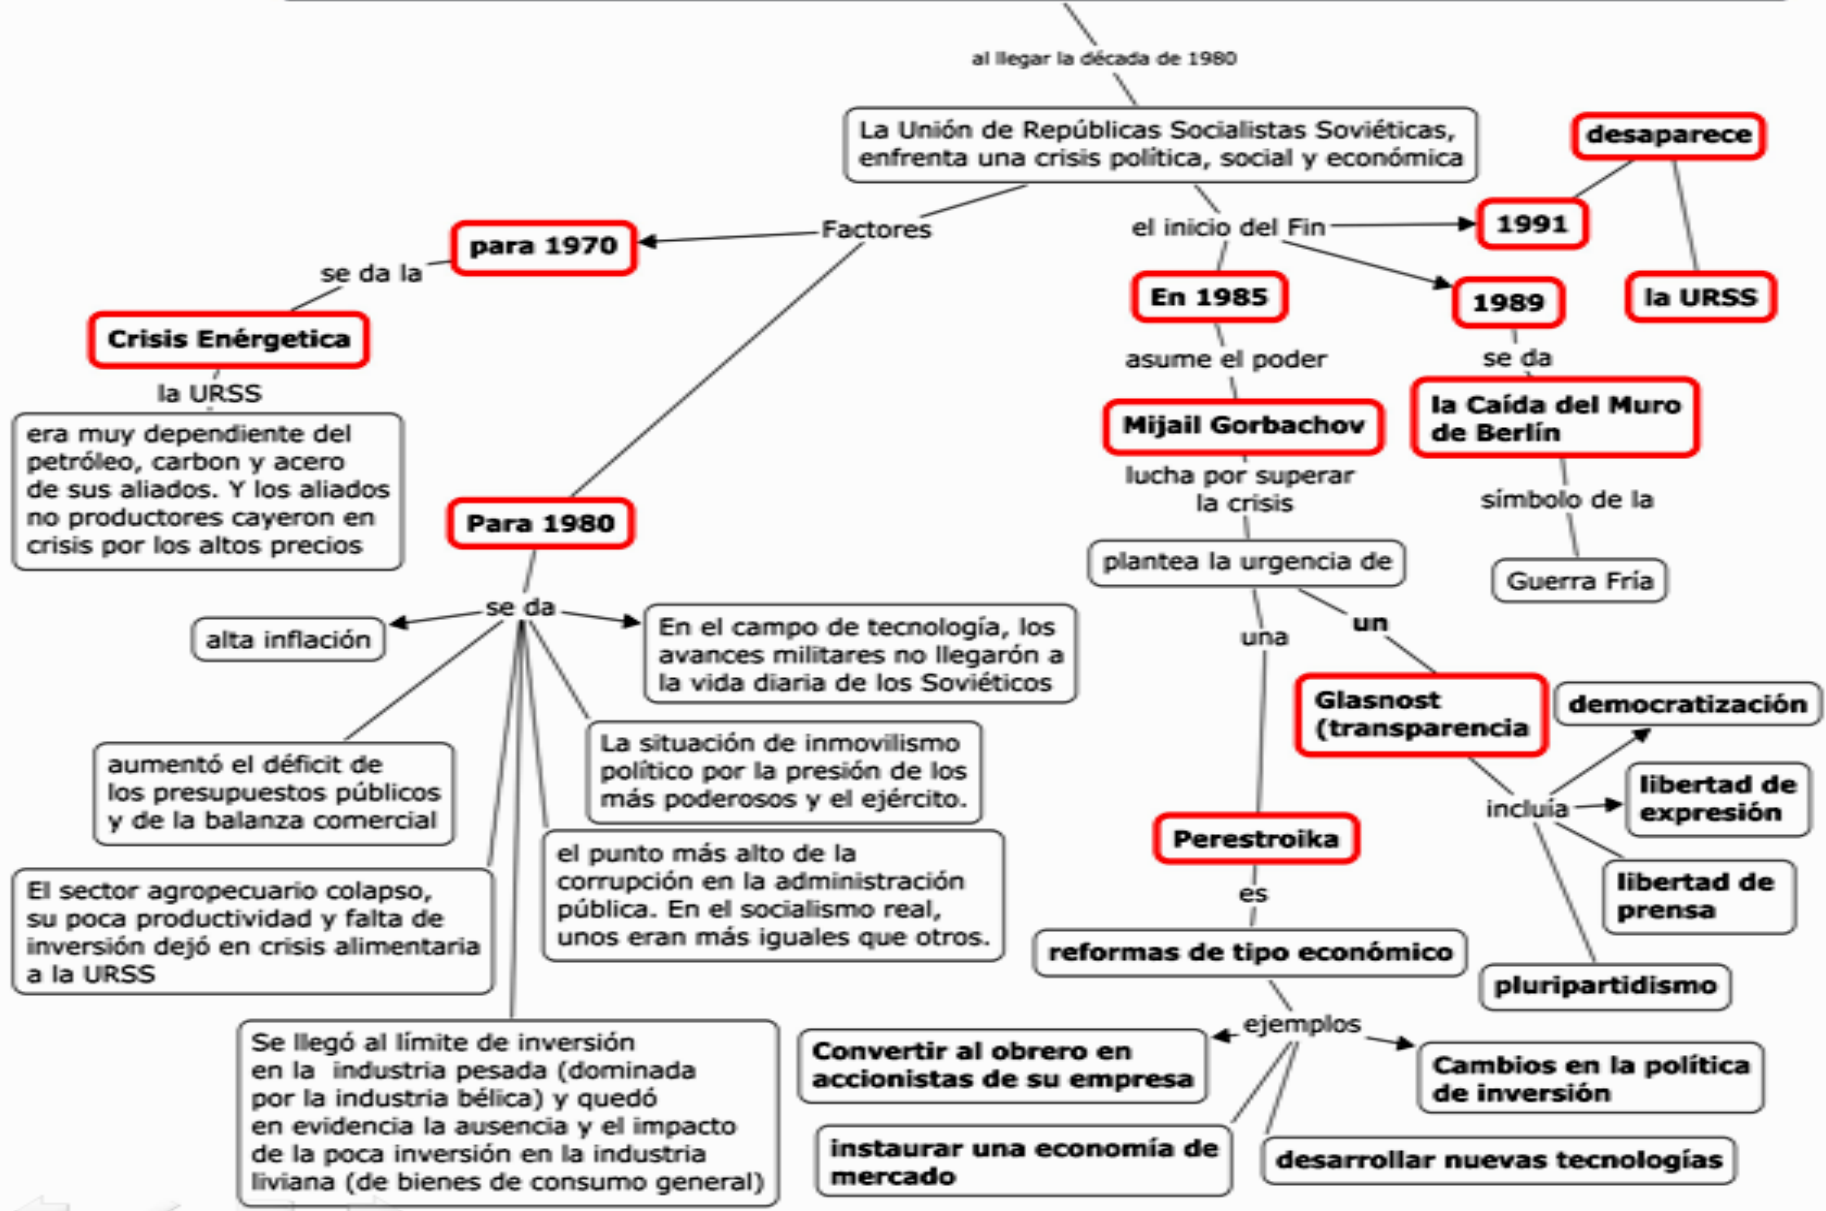 al llegar la década de 1980
La Unión de Repúblicas Socialistas Soviéticas,
enfrenta una crisis política, social y económica
Factores
para 1970
se da la
Crisis Enérgetica
la URSS
era muy dependiente del
petróleo, carbon y acero
de sus aliados. Y los aliados
no productores cayeron en
crisis por los altos precios
Para 1980
se da
alta inflación
aumentó el déficit de
los presupuestos públicos
y de la balanza comercial
El sector agropecuario colapso,
su poca productividad y falta de
inversión dejó en crisis alimentaria
a la URSS
Se llegó al límite de inversión
en la industria pesada (dominada
por la industria bélica) y quedó
en evidencia la ausencia y el impacto
de la poca inversión en la industria
liviana (de bienes de consumo general)
el punto más alto de la
corrupción en la administración
pública. En el socialismo real,
unos eran más iguales que otros.
La situación de inmovilismo
político por la presión de los
más poderosos y el ejército.
En el campo de tecnología, los
avances militares no llegarón a
la vida diaria de los Soviéticos
el inicio del Fin
En 1985
asume el poder
Mijail Gorbachov
lucha por superar
la crisis
plantea la urgencia de
una
Perestroika
es
reformas de tipo económico
ejemplos
Convertir al obrero en
accionistas de su empresa
instaurar una economía de
mercado
desarrollar nuevas tecnologías
Cambios en la política
de inversión
un
Glasnost
(transparencia
incluía
democratización
libertad de
expresión
libertad de
prensa
pluripartidismo
1989
se da
la Caída del Muro
de Berlín
símbolo de la
Guerra Fría
1991
desaparece
la URSS